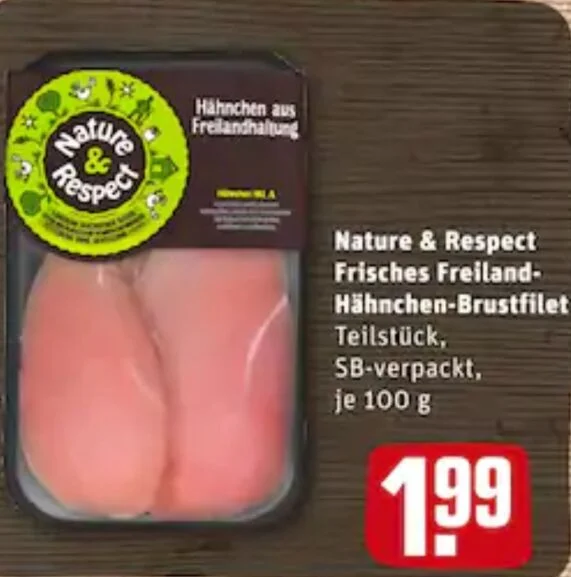 Nature
&
Respect
Hähnchen aus
Freilandhaltung
Nature & Respect
Frisches Freiland-
Hähnchen-Brustfilet
Teilstück,
SB-verpackt,
je 100 g
1.99